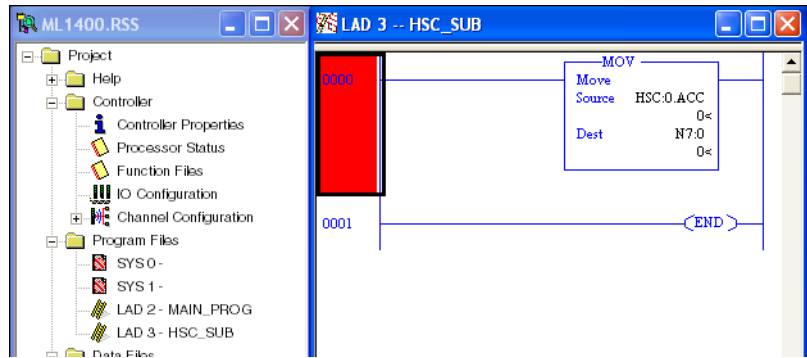 ML1400.RSS
Project
Help
Controller
Controller Properties
Processor Status
Function Files
IO Configuration
Channel Configuration
Program Files
SYS 0 -
SYS 1 -
LAD 2 - MAIN_PROG
LAD 3 - HSC_SUB
Data Files
LAD 3 -- HSC_SUB
0000
MOV
Move
Source HSC:0.ACC
0<
Dest N7:0
0<
0001
END